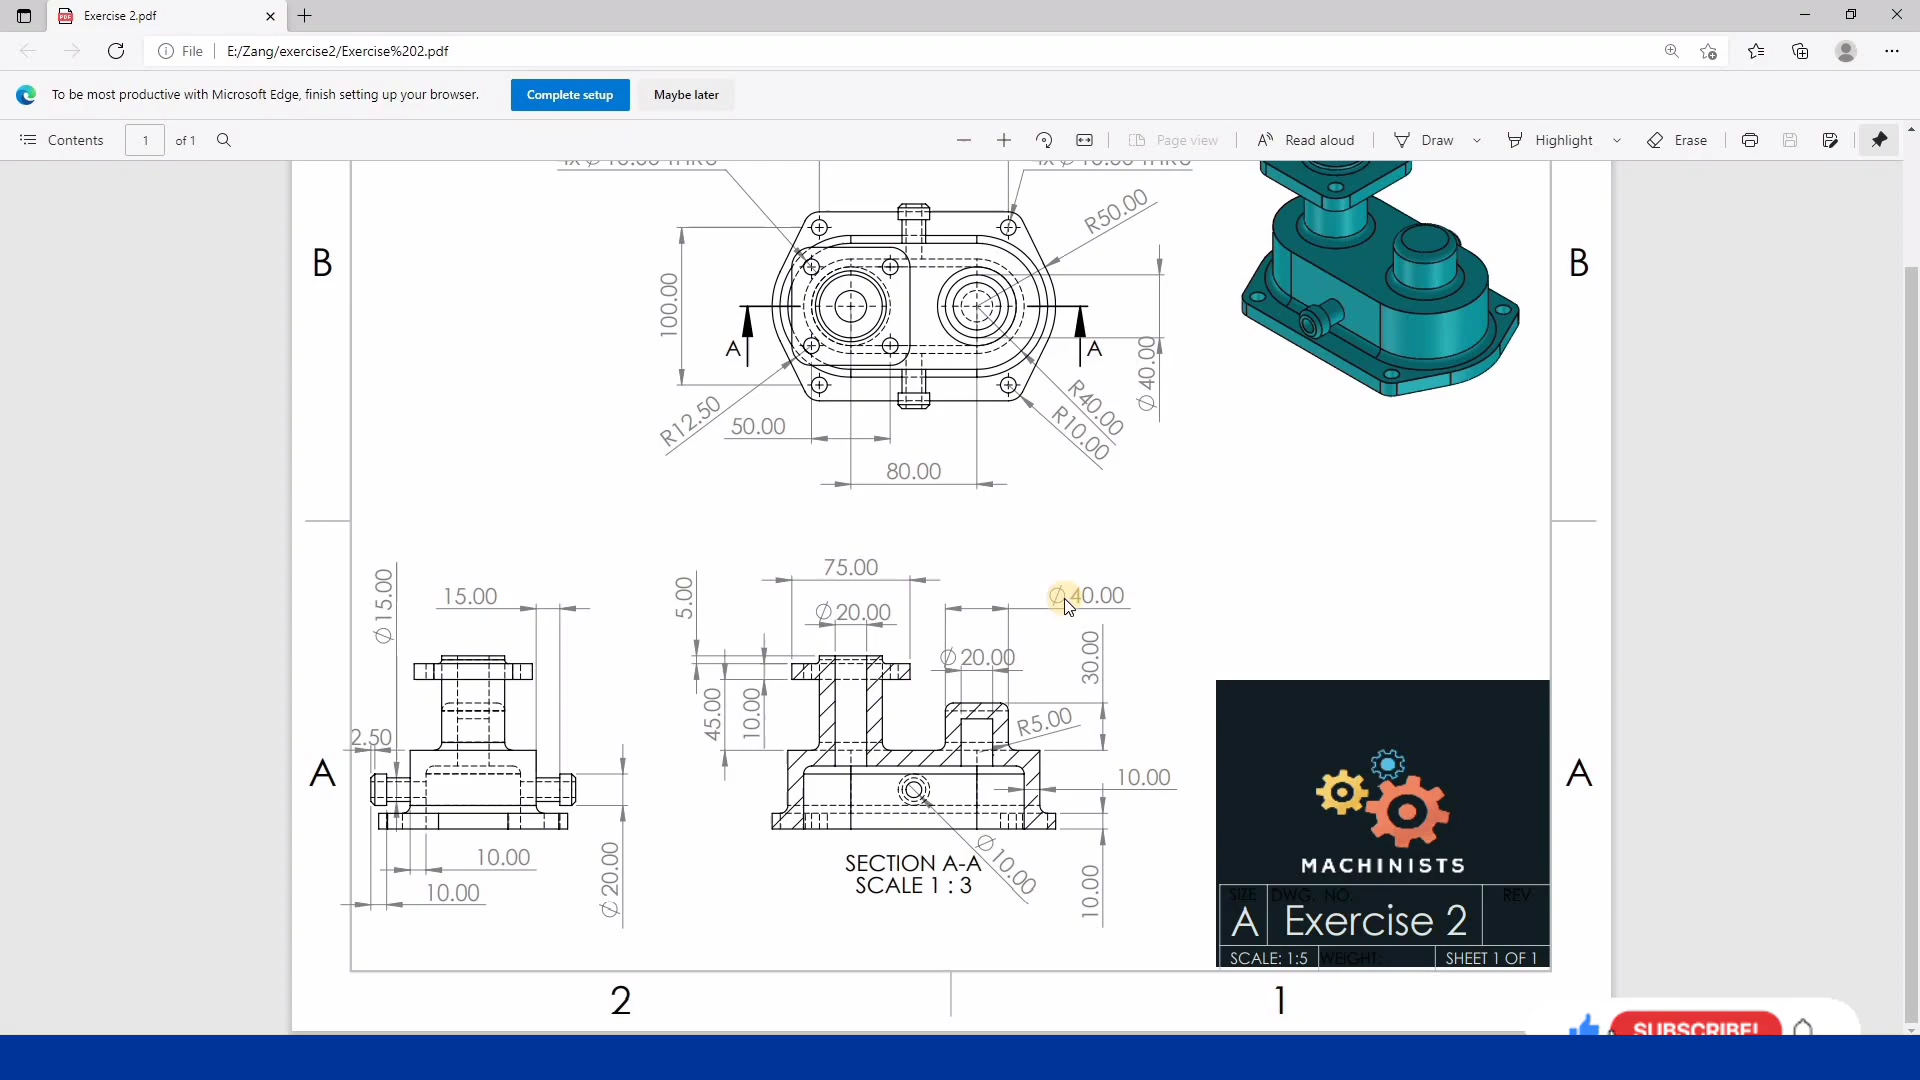 Exercise 2.pdf
File
E:/Zang/exercise2/Exercise%202.pdf
To be most productive with Microsoft Edge, finish setting up your browser.
Complete setup
Maybe later
Contents
1
of 1
Page view
Read aloud
Draw
Highlight
Erase
R50.00
B
B
100.00
A
A
∅ 40.00
R12.50
50.00
R40.00
R10.00
80.00
∅15.00
15.00
5.00
75.00
∅20.00
∅40.00
30.00
∅20.00
45.00
10.00
R5.00
2.50
A
A
10.00
10.00
10.00
∅20.00
∅10.00
10.00
SECTION A-A
SCALE 1 : 3
MACHINISTS
SIZE
DWG. NO.
REV
A
Exercise 2
SCALE: 1:5
WEIGHT:
SHEET 1 OF 1
2
1
SUBSCRIBE!